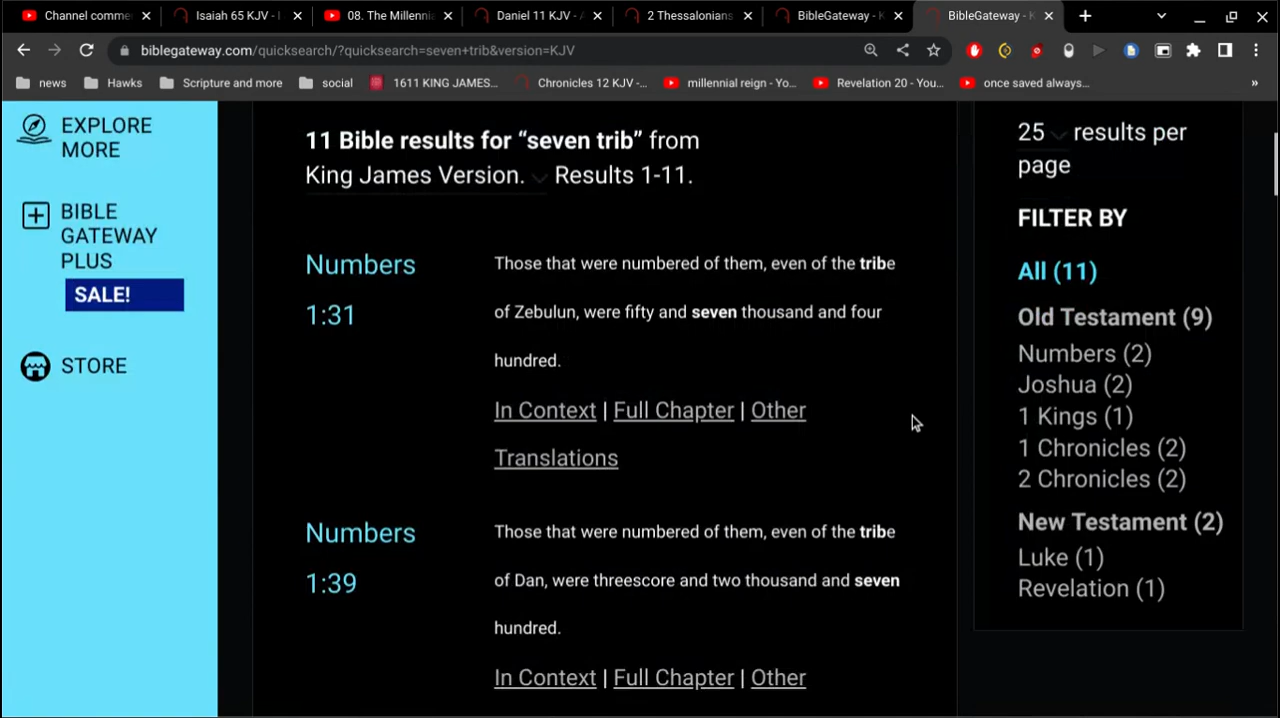 Channel comme
Isaiah 65 KJV - I
08. The Millennia
Daniel 11 KJV - A
2 Thessalonians
BibleGateway - K
BibleGateway - K
biblegateway.com/quicksearch/?quicksearch=seven+trib&version=KJV
news
Hawks
Scripture and more
social
1611 KING JAMES...
Chronicles 12 KJV -...
millennial reign - Yo...
Revelation 20 - You...
once saved always...
»
EXPLORE
MORE
BIBLE
GATEWAY
PLUS
SALE!
STORE
11 Bible results for “seven trib” from
King James Version. Results 1-11.
Numbers
1:31
Those that were numbered of them, even of the tribe
of Zebulun, were fifty and seven thousand and four
hundred.
In Context | Full Chapter | Other
Translations
Numbers
1:39
Those that were numbered of them, even of the tribe
of Dan, were threescore and two thousand and seven
hundred.
In Context | Full Chapter | Other
25 results per
page
FILTER BY
All (11)
Old Testament (9)
Numbers (2)
Joshua (2)
1 Kings (1)
1 Chronicles (2)
2 Chronicles (2)
New Testament (2)
Luke (1)
Revelation (1)